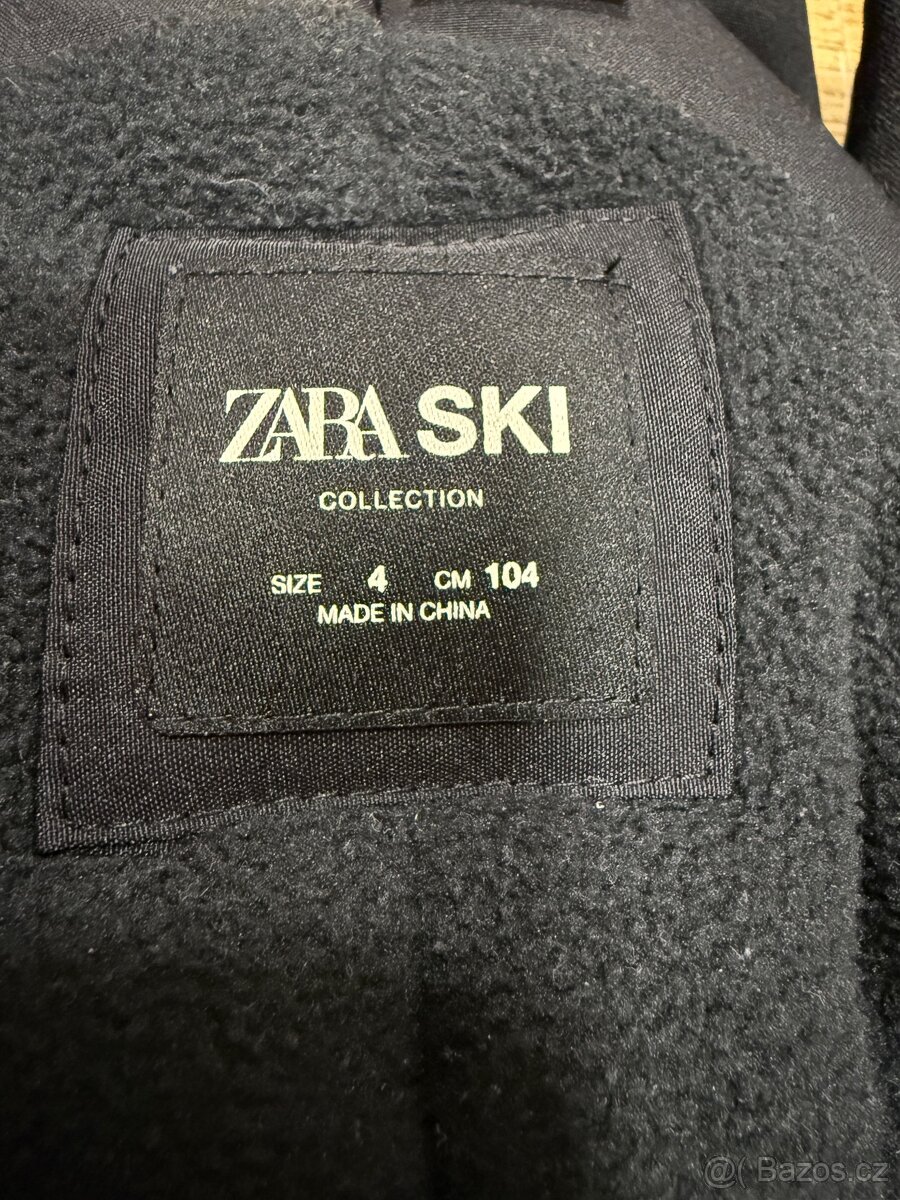 ZARA SKI
COLLECTION
SIZE 4 CM 104
MADE IN CHINA
@( Bazos.cz